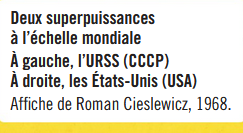 Deux superpuissances
à l'échelle mondiale
À gauche, l'URSS (CCCP)
À droite, les États-Unis (USA)
Affiche de Roman Cieslewicz, 1968.